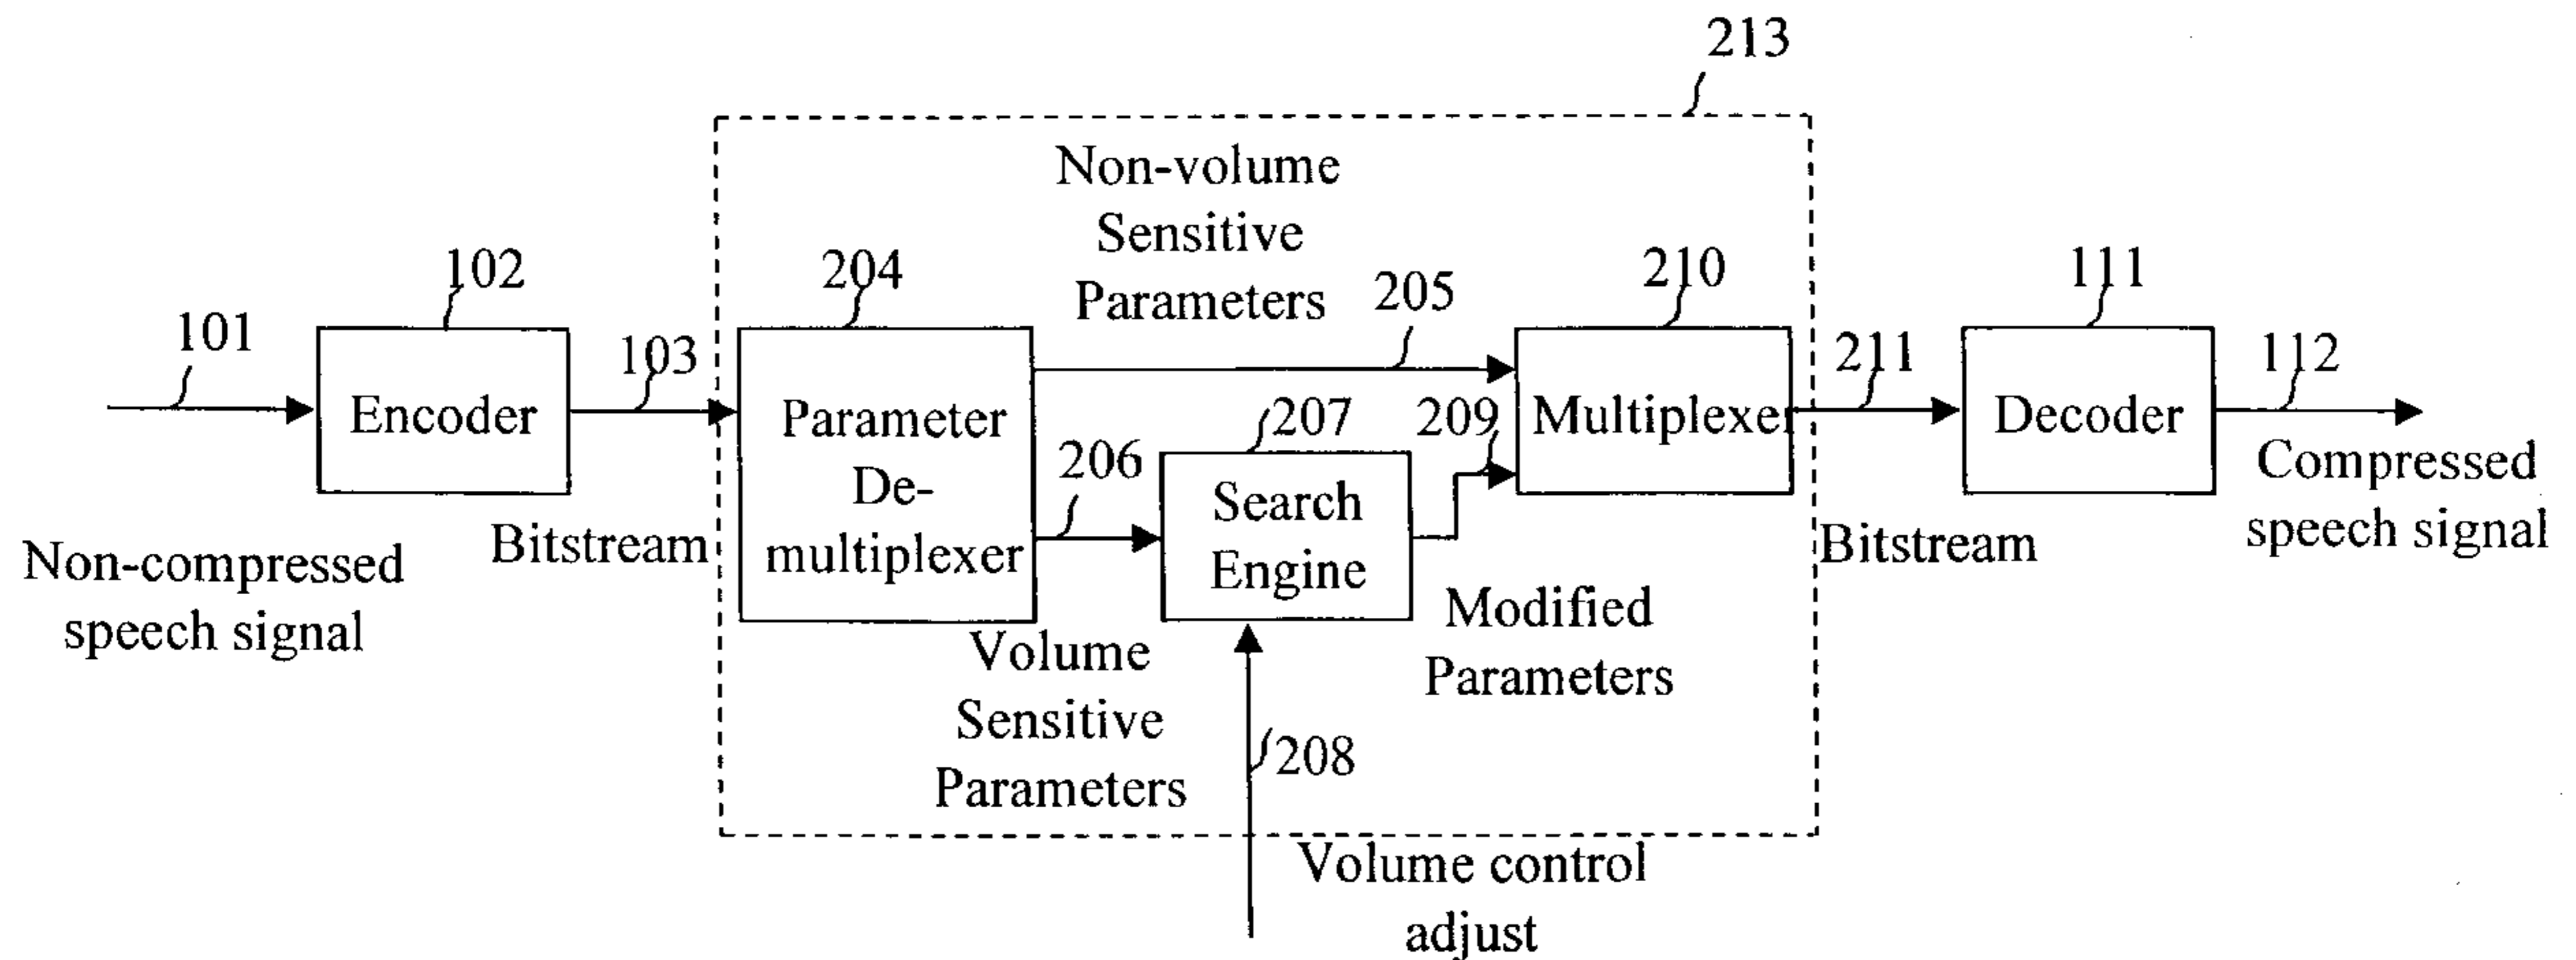 213
Non-volume
Sensitive
Parameters
101
102
103
204
205
210
211
111
112
Encoder
Parameter
De-
multiplexer
206
207
209
Search
Engine
Multiplexer
Decoder
Non-compressed
speech signal
Bitstream
Volume
Sensitive
Parameters
Modified
Parameters
Bitstream
Compressed
speech signal
208
Volume control
adjust